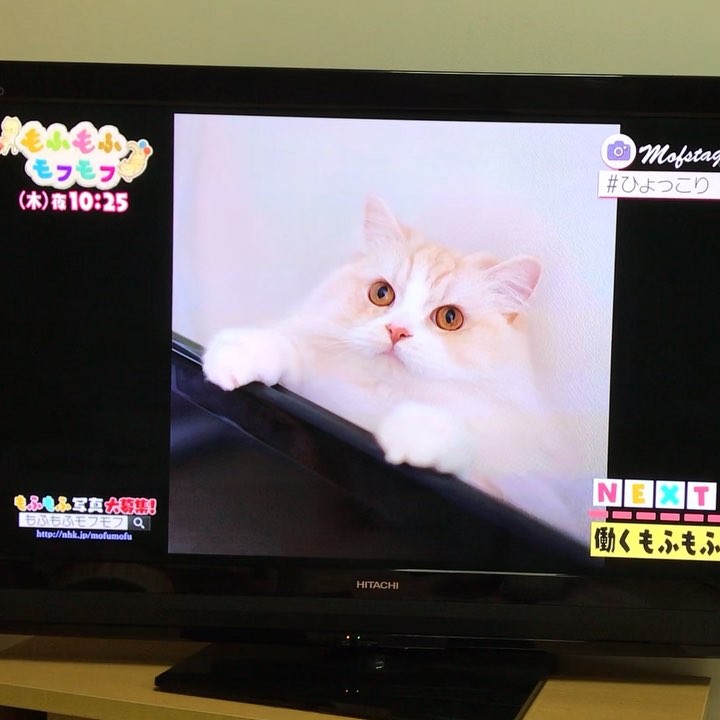 もふもふ
モフモフ
(木)夜10:25
Mofstag
#ひょっこり
もふもふ写真大募集!
もふもふモフモフ
http://nhk.jp/mofumofu
NEXT
働くもふもふ
HITACHI